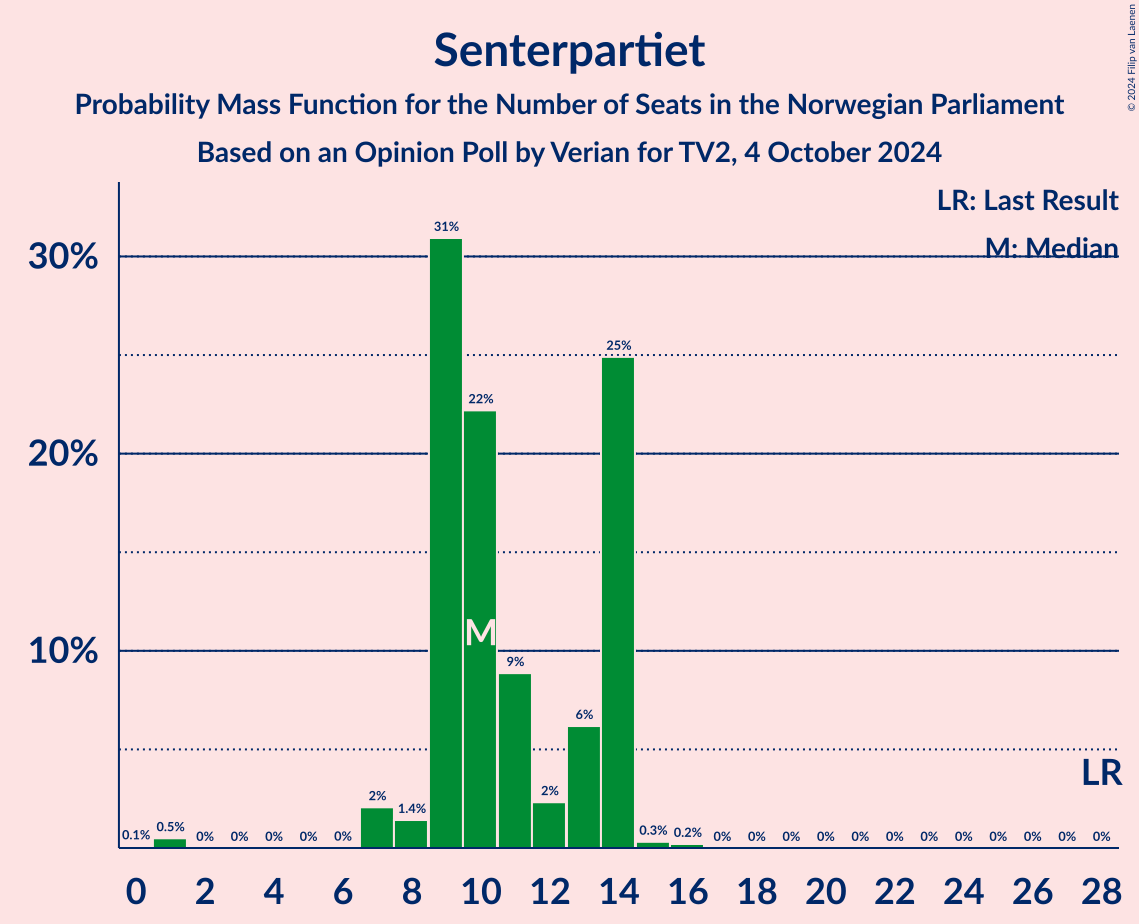 Senterpartiet
Probability Mass Function for the Number of Seats in the Norwegian Parliament
Based on an Opinion Poll by Verian for TV2, 4 October 2024
© 2024 Filip van Laenen
LR: Last Result
M: Median
30%
20%
10%
0.1% 0.5% 0% 0% 0% 0% 0% 2% 1.4% 31% 22% 9% 2% 6% 25% 0.3% 0.2% 0% 0% 0% 0% 0% 0% 0% 0% 0% 0% 0% 0%
M
LR
0 2 4 6 8 10 12 14 16 18 20 22 24 26 28